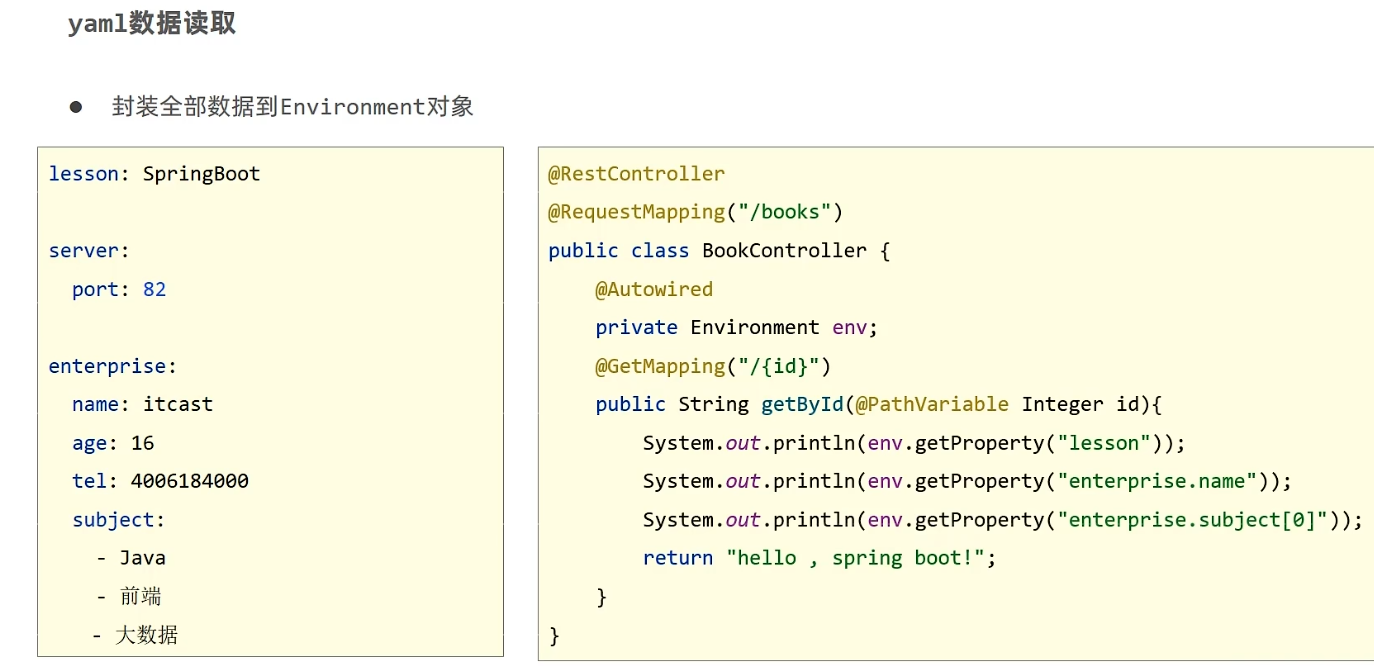 yaml数据读取
● 封装全部数据到Environment对象
lesson: SpringBoot
server:
  port: 82
enterprise:
  name: itcast
  age: 16
  tel: 4006184000
  subject:
    - Java
    - 前端
    - 大数据
@RestController
@RequestMapping("/books")
public class BookController {
    @Autowired
    private Environment env;
    @GetMapping("/{id}")
    public String getById(@PathVariable Integer id){
        System.out.println(env.getProperty("lesson"));
        System.out.println(env.getProperty("enterprise.name"));
        System.out.println(env.getProperty("enterprise.subject[0]"));
        return "hello , spring boot!";
    }
}